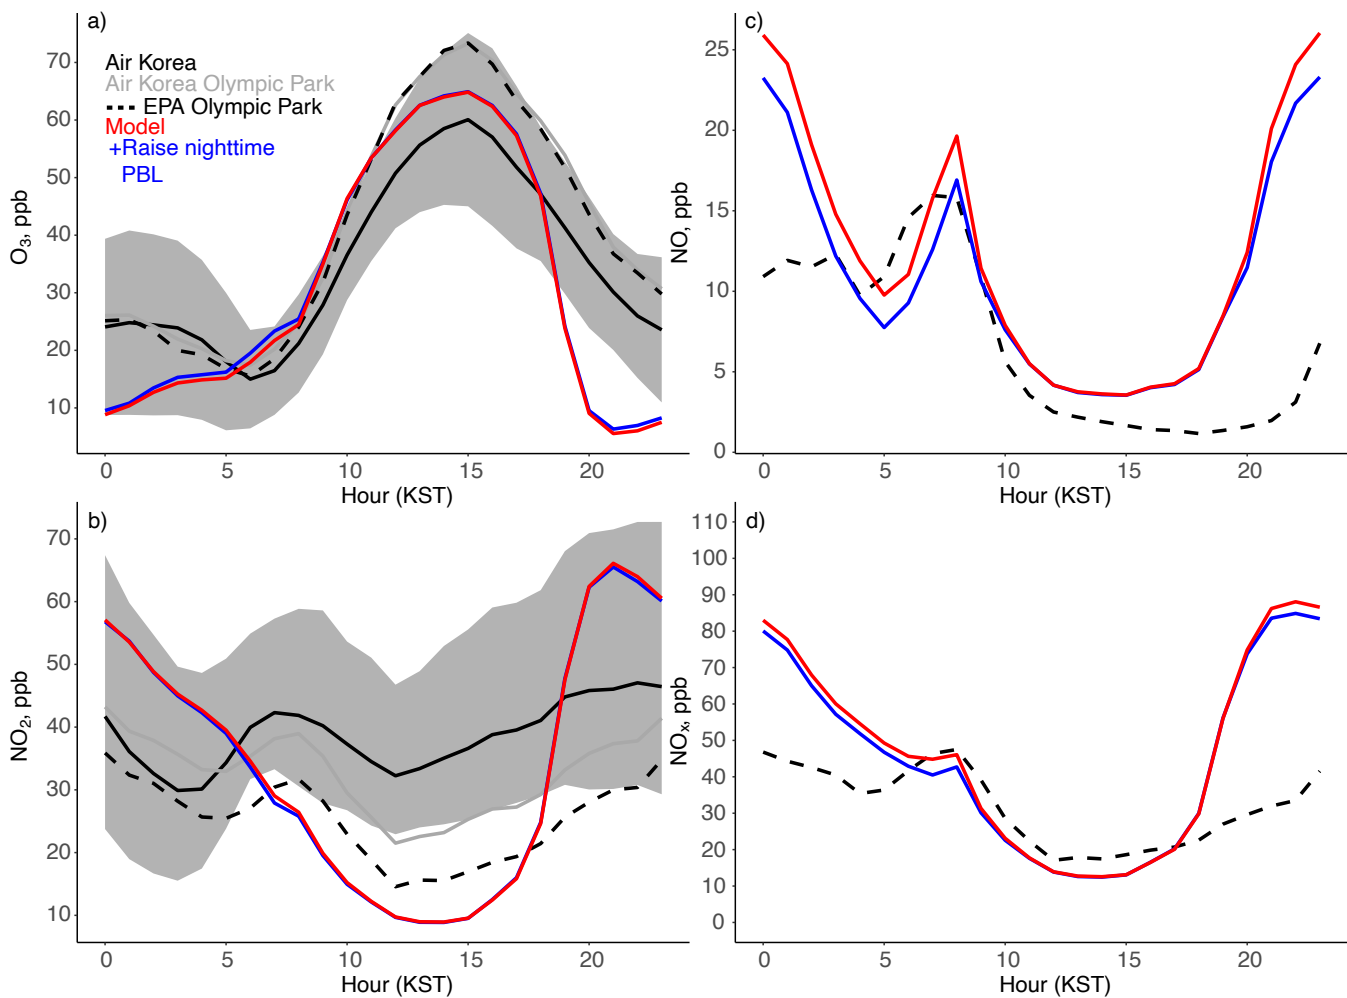 a)
70
60
50
40
30
20
10
O3, ppb
Air Korea
Air Korea Olympic Park
EPA Olympic Park
Model
+Raise nighttime
PBL
0 5 10 15 20
Hour (KST)
c)
25
20
15
10
5
0
NO, ppb
0 5 10 15 20
Hour (KST)
b)
70
60
50
40
30
20
10
NO2, ppb
0 5 10 15 20
Hour (KST)
d)
110
100
90
80
70
60
50
40
30
20
10
0
NOx, ppb
0 5 10 15 20
Hour (KST)